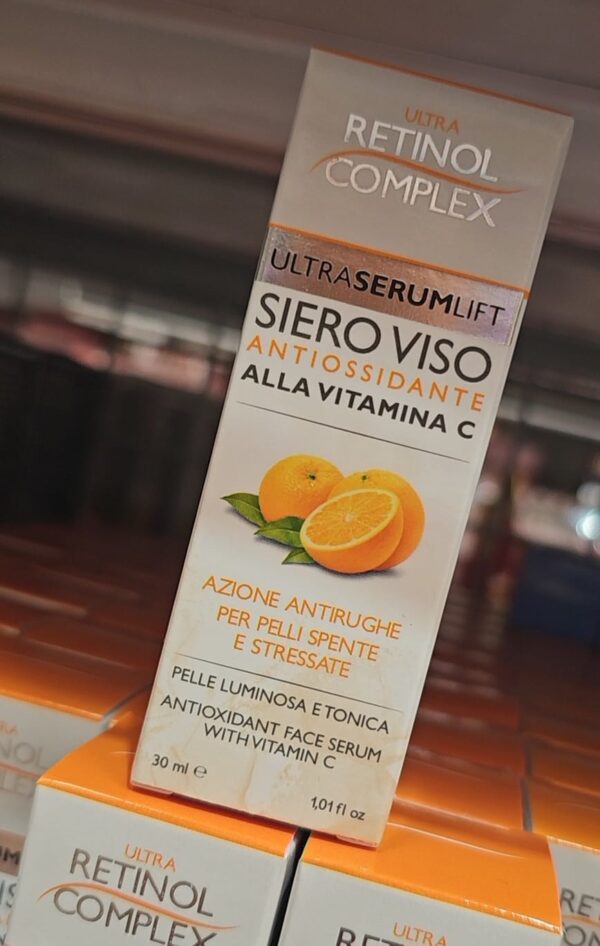 ULTRA
RETINOL
COMPLEX
ULTRASERUMLIFT
SIERO VISO
ANTIOSSIDANTE
ALLA VITAMINA C
AZIONE ANTIRUGHE
PER PELLI SPENTE
E STRESSATE
PELLE LUMINOSA E TONICA
ANTIOXIDANT FACE SERUM
WITH VITAMIN C
30 ml ℮
1,01 fl oz
ULTRA
RETINOL
COMPLEX
ULTRA